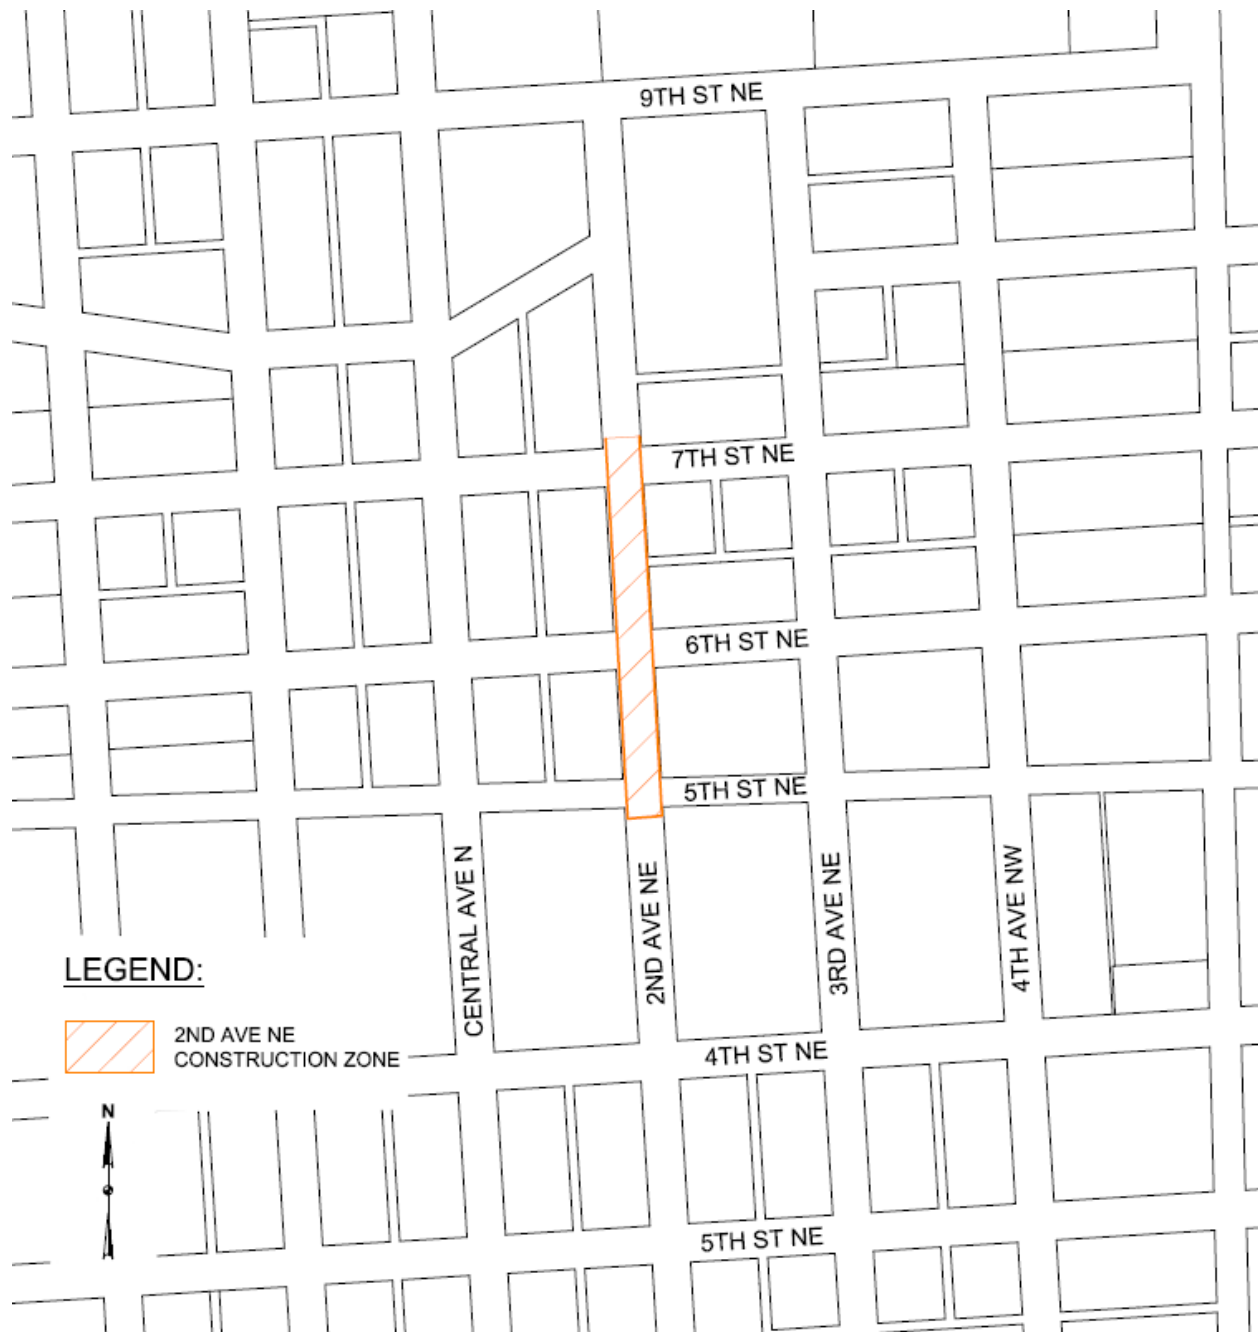 9TH ST NE
7TH ST NE
6TH ST NE
5TH ST NE
CENTRAL AVE N
2ND AVE NE
3RD AVE NE
4TH AVE NW
LEGEND:
2ND AVE NE
CONSTRUCTION ZONE
4TH ST NE
N
5TH ST NE